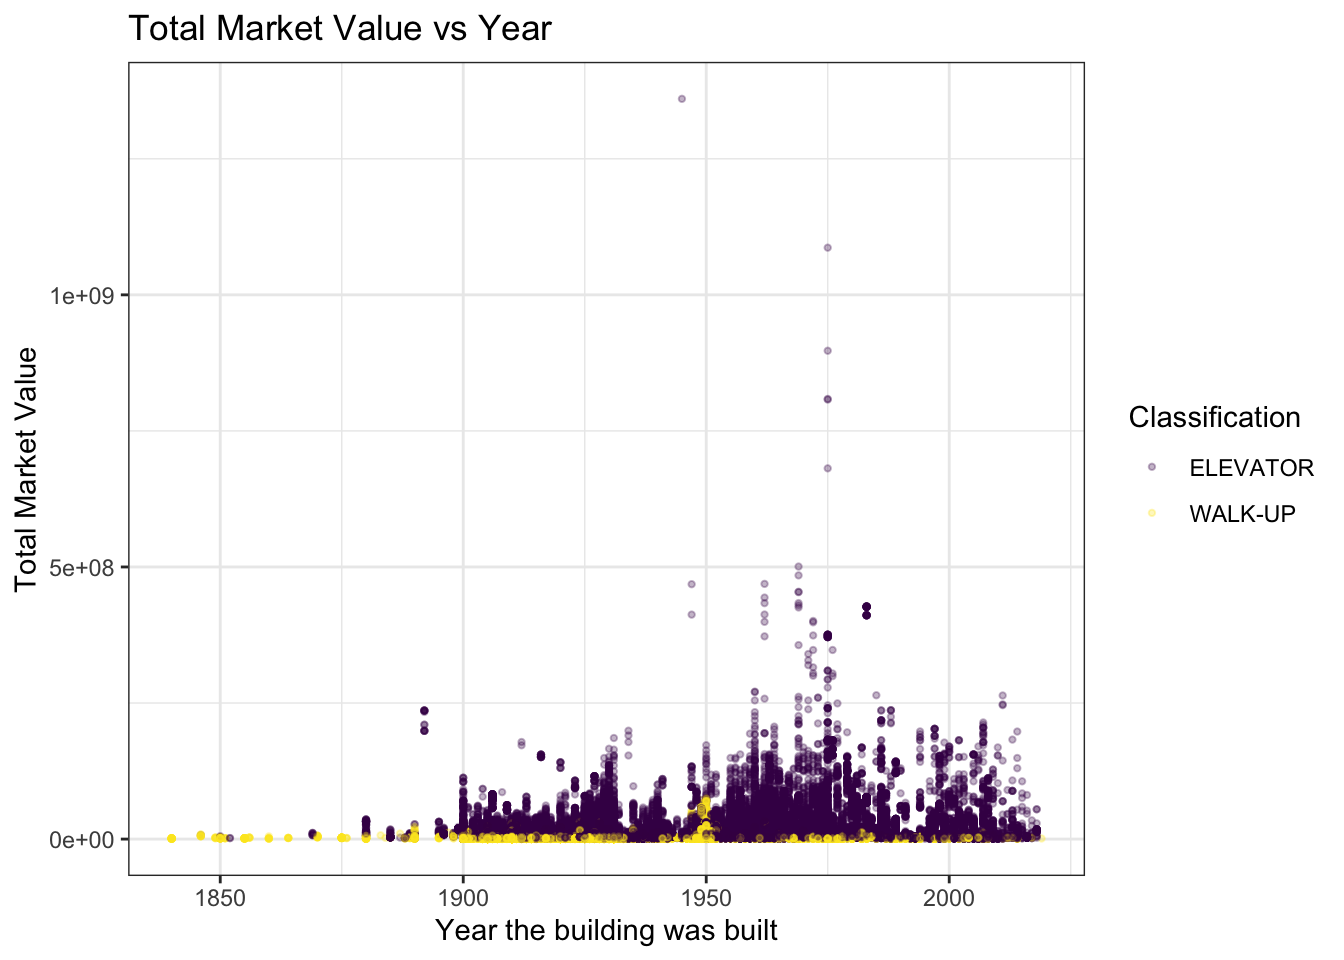 Total Market Value vs Year
Total Market Value
1e+09
5e+08
0e+00
1850
1900
1950
2000
Year the building was built
Classification
ELEVATOR
WALK-UP